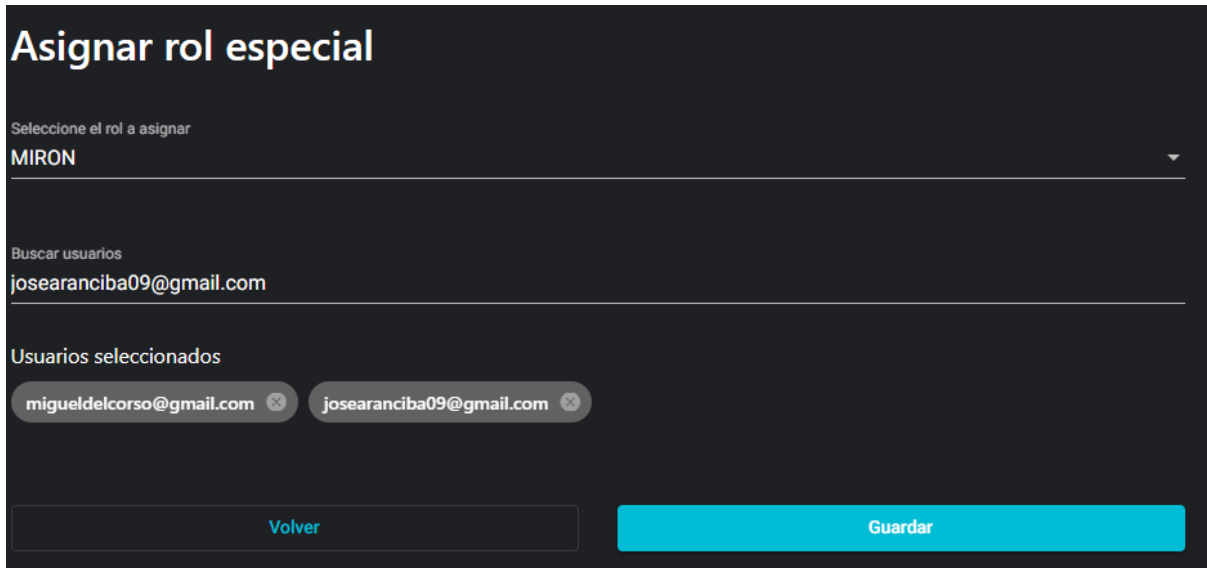 Asignar rol especial
Seleccione el rol a asignar
MIRON
Buscar usuarios
josearanciba09@gmail.com
Usuarios seleccionados
migueldelcorso@gmail.com josearanciba09@gmail.com
Volver Guardar